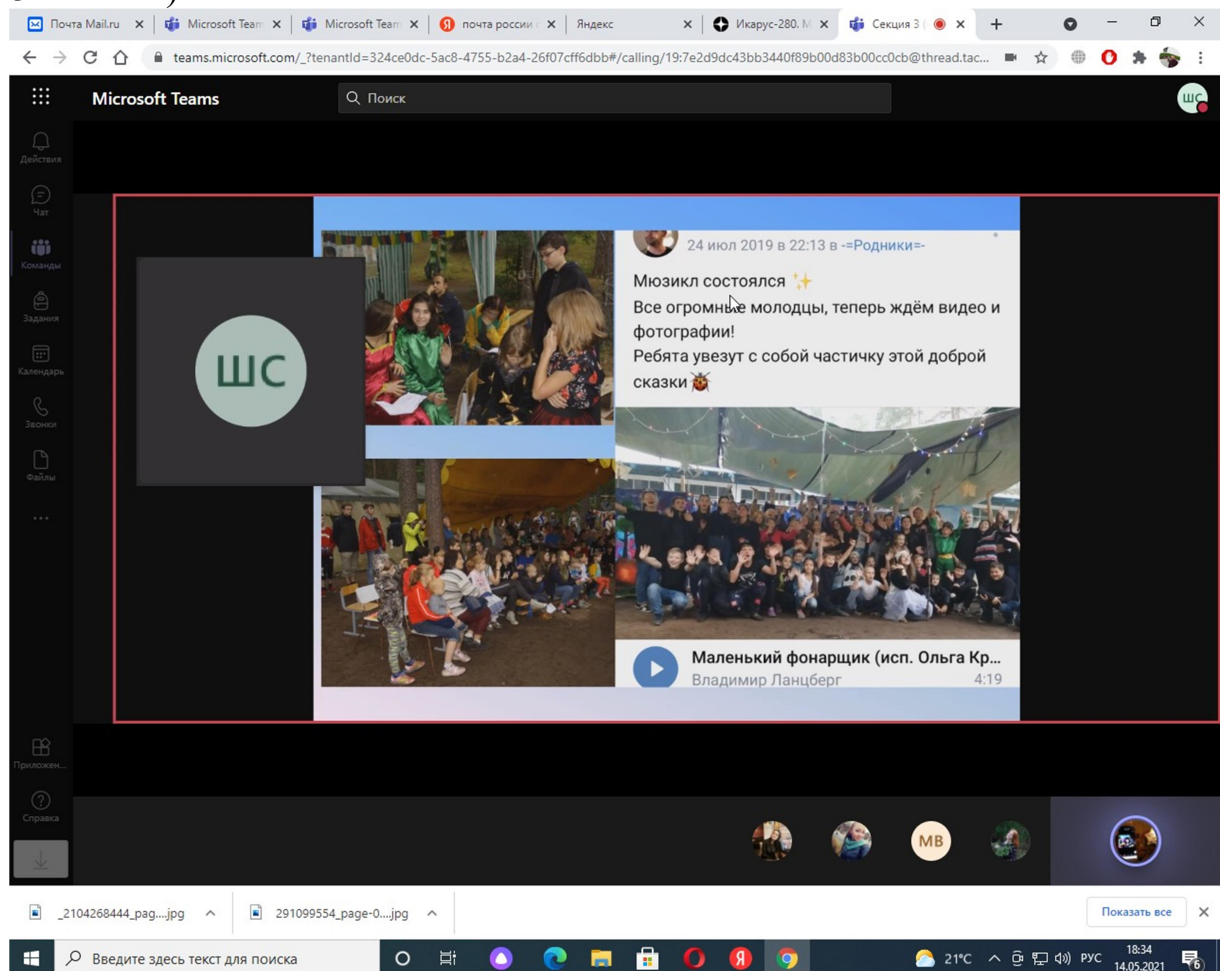 Почта Mail.ru
Microsoft Team
Microsoft Team
почта россии
Яндекс
Икарус-280. М
Секция 3 (
teams.microsoft.com/_?tenantId=324ce0dc-5ac8-4755-b2a4-26f07cff6dbb#/calling/19:7e2d9dc43bb3440f89b00d83b00cc0cb@thread.tac...
Microsoft Teams
Поиск
ШС
Действия
Чат
Команды
Задания
Календарь
Звонки
Файлы
Приложен...
Справка
ШС
24 июл 2019 в 22:13 в -=Родники=-
Мюзикл состоялся
Все огромные молодцы, теперь ждём видео и
фотографии!
Ребята увезут с собой частичку этой доброй
сказки
Маленький фонарщик (исп. Ольга Кр...
Владимир Ланцберг 4:19
МВ
_2104268444_pag....jpg
291099554_page-0....jpg
Показать все
Введите здесь текст для поиска
21°C
РУС
18:34
14.05.2021
6